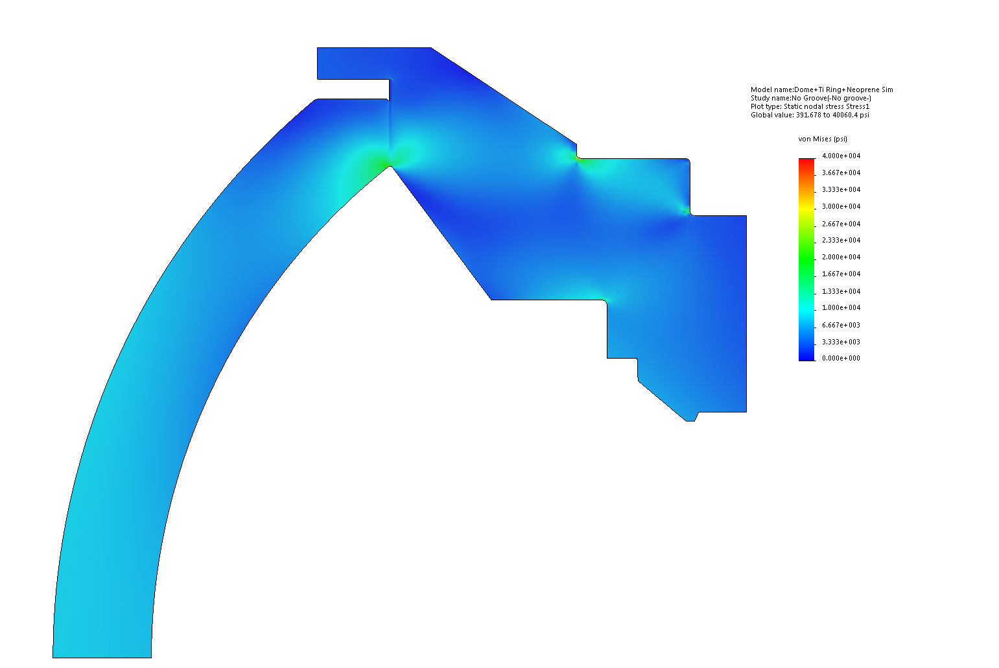 Model name:Dome+Ti Ring+Neoprene Sim
Study name:No Groove(-No groove-)
Plot type: Static nodal stress Stress1
Global value: 391.678 to 40060.4 psi
von Mises (psi)
4.000e+004
3.667e+004
3.333e+004
3.000e+004
2.667e+004
2.333e+004
2.000e+004
1.667e+004
1.333e+004
1.000e+004
6.667e+003
3.333e+003
0.000e+000